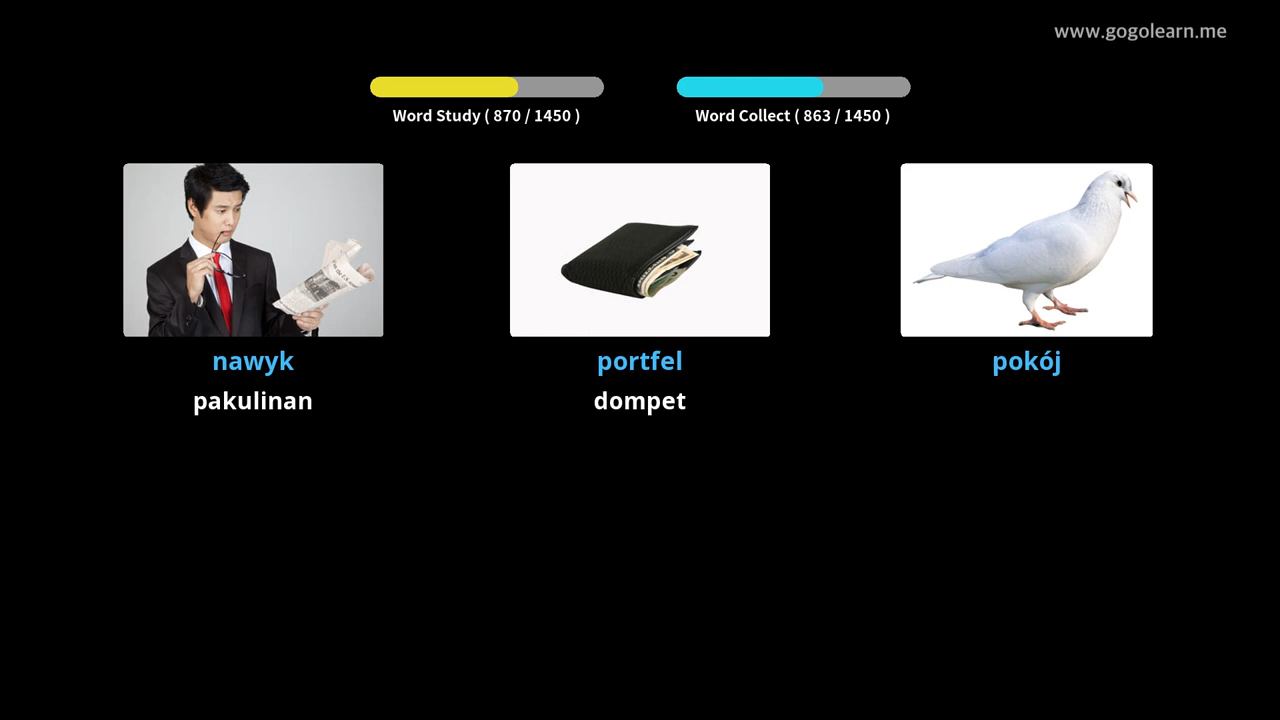 www.gogolearn.me
Word Study ( 870 / 1450 )
Word Collect ( 863 / 1450 )
nawyk
portfel
pokój
pakulinan
dompet